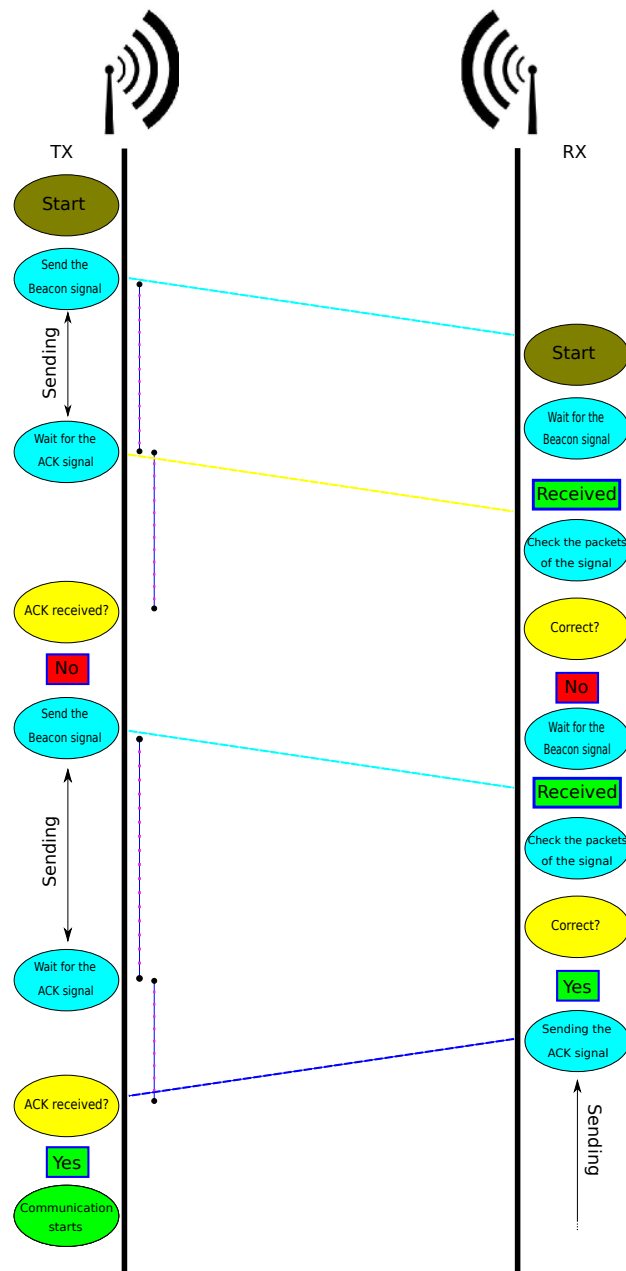 TX
Start
Send the
Beacon signal
Sending
Wait for the
ACK signal
ACK received?
No
Send the
Beacon signal
Sending
Wait for the
ACK signal
ACK received?
Yes
Communication
starts
RX
Start
Wait for the
Beacon signal
Received
Check the packets
of the signal
Correct?
No
Wait for the
Beacon signal
Received
Check the packets
of the signal
Correct?
Yes
Sending the
ACK signal
Sending